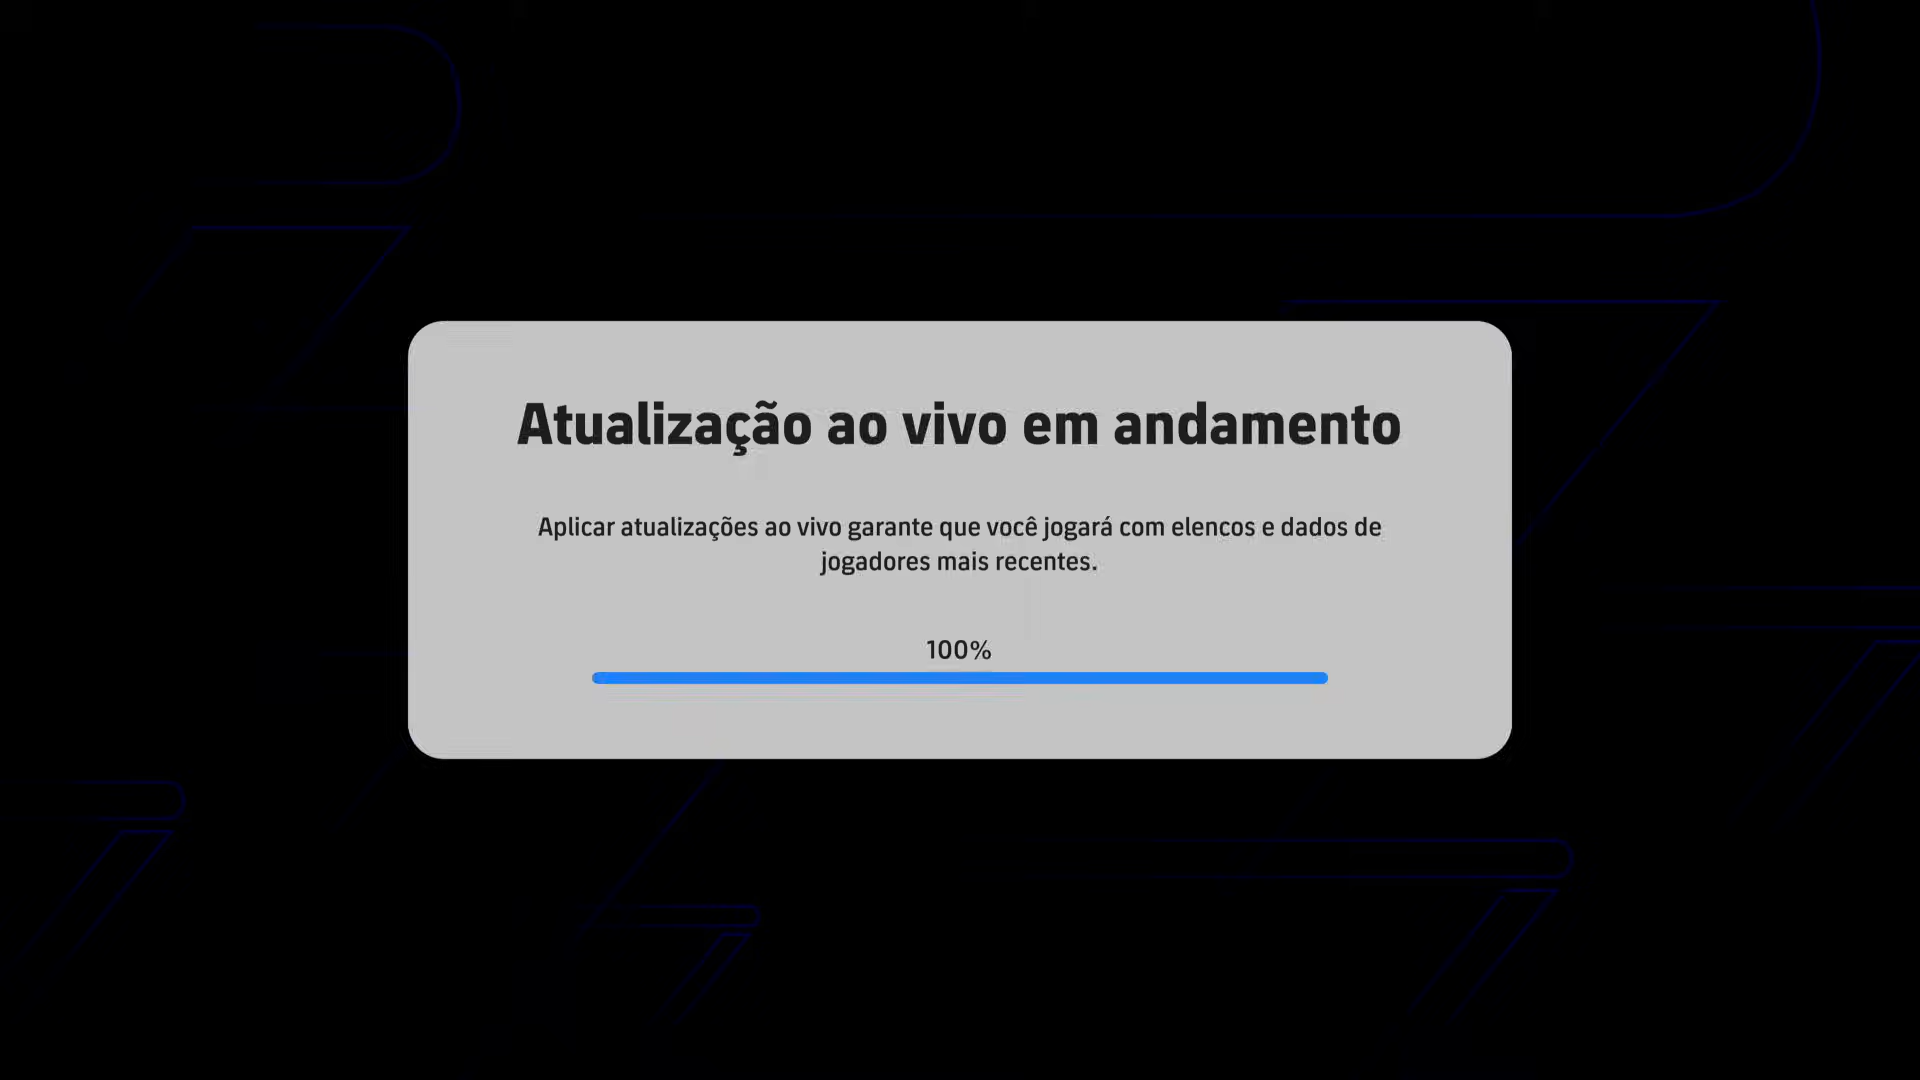 Atualização ao vivo em andamento
Aplicar atualizações ao vivo garante que você jogará com elencos e dados de
jogadores mais recentes.
100%